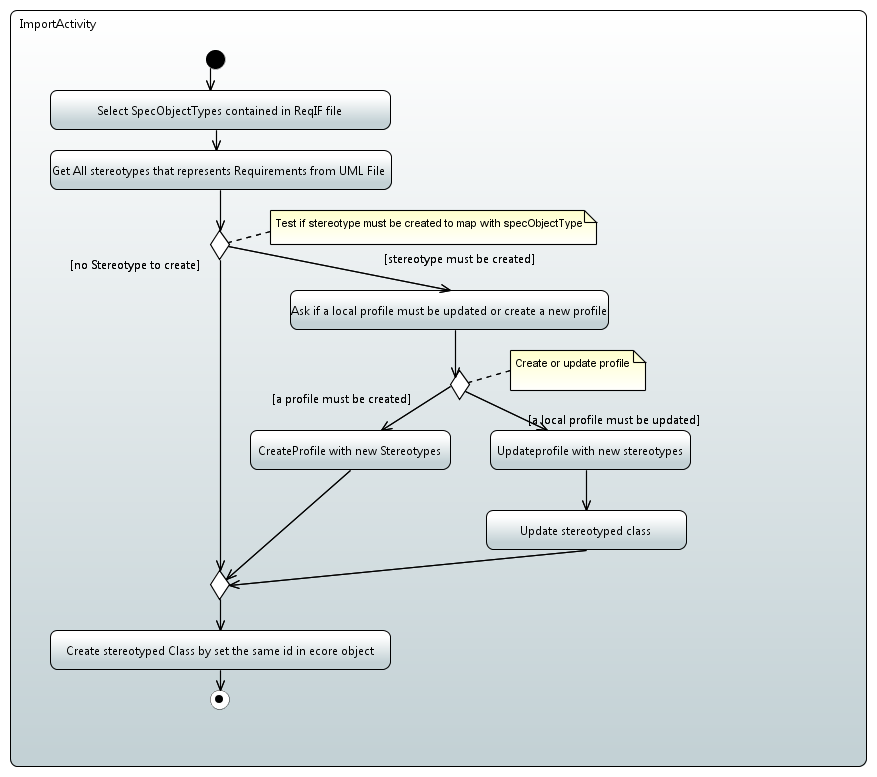 ImportActivity
Select SpecObjectTypes contained in ReqIF file
Get All stereotypes that represents Requirements from UML File
Test if stereotype must be created to map with specObjectType
[no Stereotype to create]
[stereotype must be created]
Ask if a local profile must be updated or create a new profile
Create or update profile
[a profile must be created]
[a local profile must be updated]
CreateProfile with new Stereotypes
Updateprofile with new stereotypes
Update stereotyped class
Create stereotyped Class by set the same id in ecore object